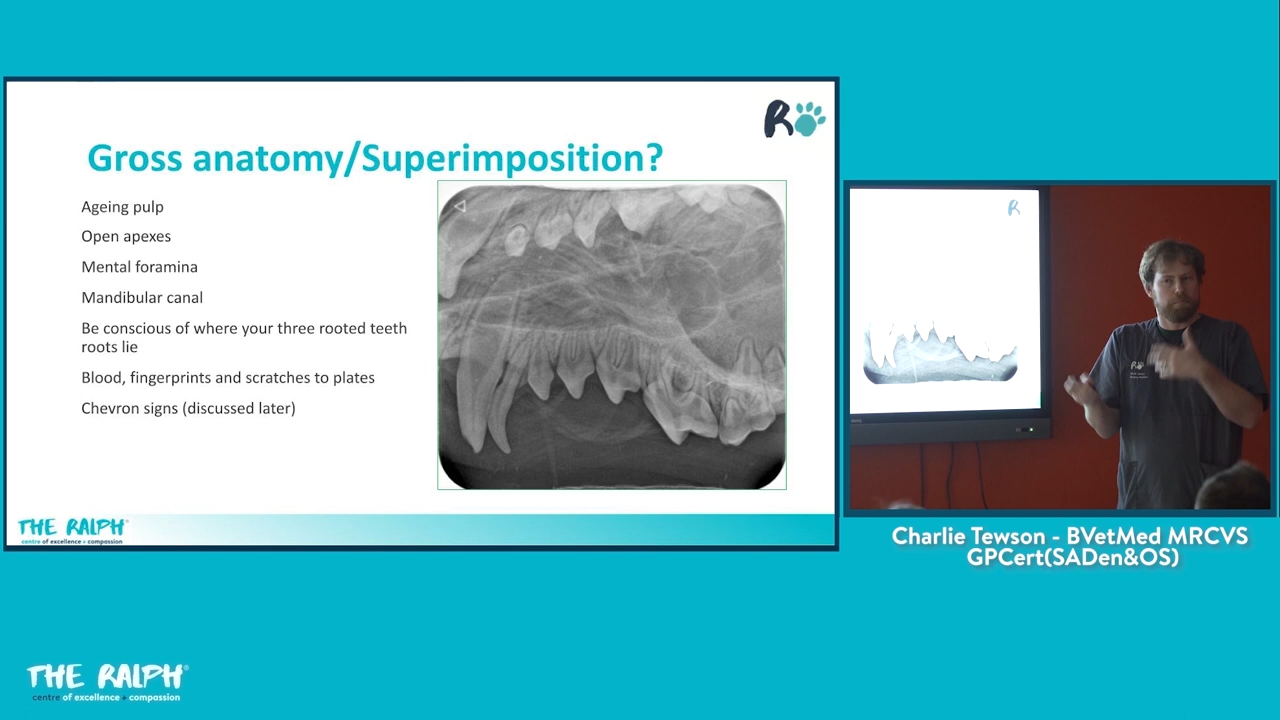 Gross anatomy/Superimposition?
Ageing pulp
Open apexes
Mental foramina
Mandibular canal
Be conscious of where your three rooted teeth
roots lie
Blood, fingerprints and scratches to plates
Chevron signs (discussed later)
THE RALPH®
centre of excellence + compassion
R
R
Charlie Tewson - BVetMed MRCVS
GPCert(SADen&OS)
THE RALPH®
centre of excellence + compassion